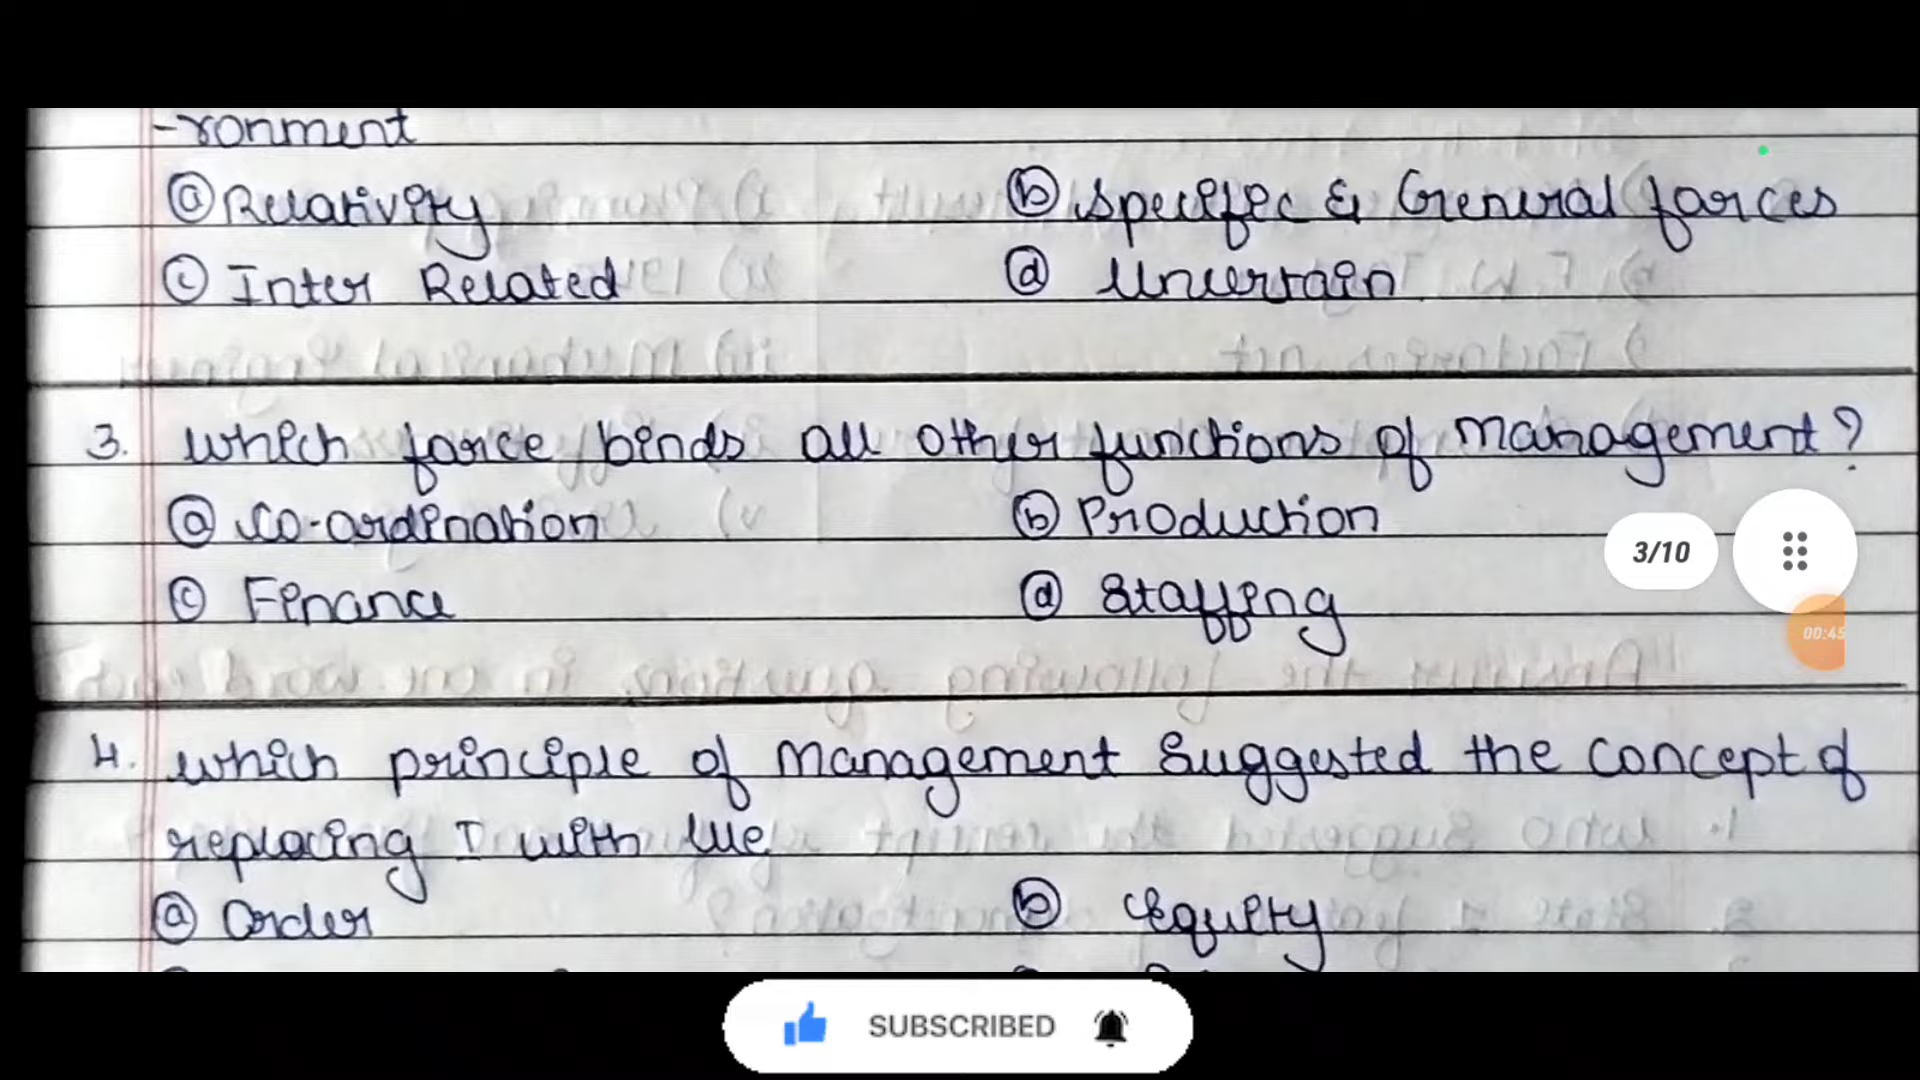 -ronment
ⓐ Relativity ⓑ Specific & General forces
ⓒ Inter Related ⓓ Uncertain
3. Which force binds all other functions of Management?
ⓐ Co-ordination ⓑ Production
ⓒ Finance ⓓ Staffing
3/10
00:45
4. Which principle of Management Suggested the concept of
replacing I with We
ⓐ Order ⓑ Equity
SUBSCRIBED